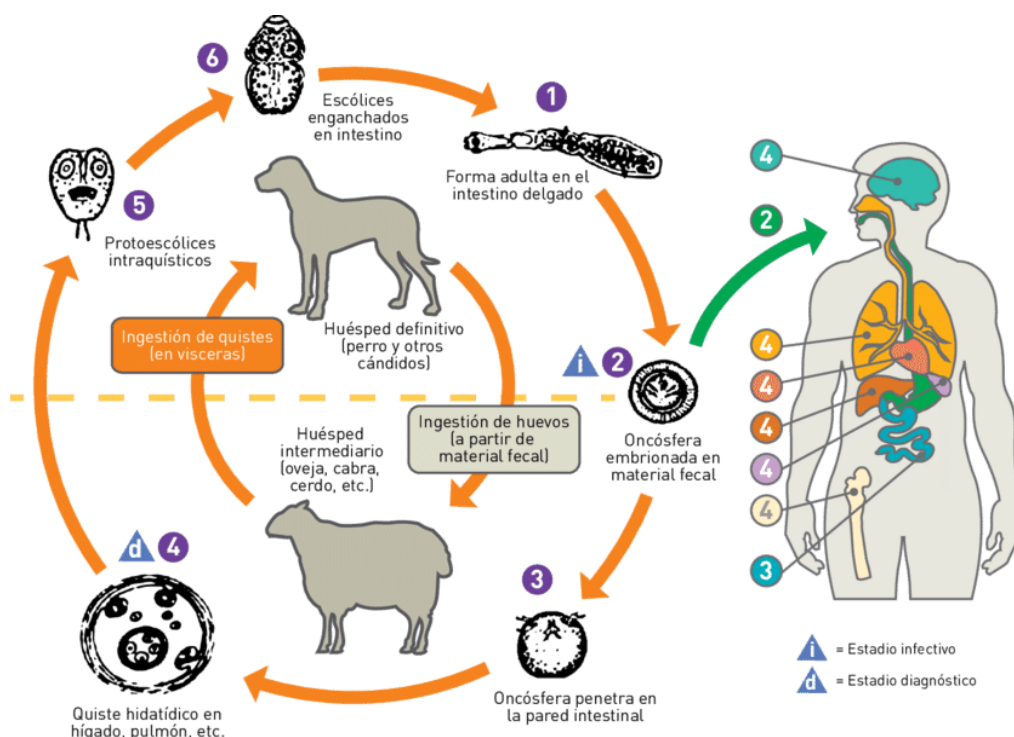 6
Escólices
enganchados
en intestino
1
Forma adulta en el
intestino delgado
5
Protoescólices
intraquísticos
Ingestión de quistes
(en vísceras)
Huésped definitivo
(perro y otros
cándidos)
i 2
Oncósfera
embrionada en
material fecal
Ingestión de huevos
(a partir de
material fecal)
Huésped
intermediario
(oveja, cabra,
cerdo, etc.)
d 4
Quiste hidatídico en
hígado, pulmón, etc.
3
Oncósfera penetra en
la pared intestinal
4
2
4
4
4
4
4
3
i = Estadio infectivo
d = Estadio diagnóstico